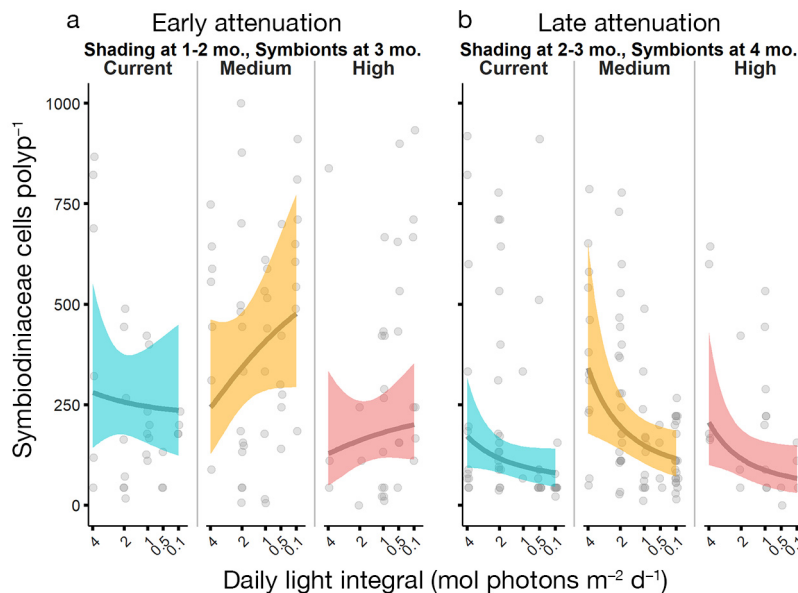 a Early attenuation
Shading at 1-2 mo., Symbionts at 3 mo.
Current Medium High
b Late attenuation
Shading at 2-3 mo., Symbionts at 4 mo.
Current Medium High
Symbiodiniaceae cells polyp⁻¹
1000
750
500
250
0
4 2 1 0.5 0.1
4 2 1 0.5 0.1
4 2 1 0.5 0.1
4 2 1 0.5 0.1
4 2 1 0.5 0.1
4 2 1 0.5 0.1
Daily light integral (mol photons m⁻² d⁻¹)